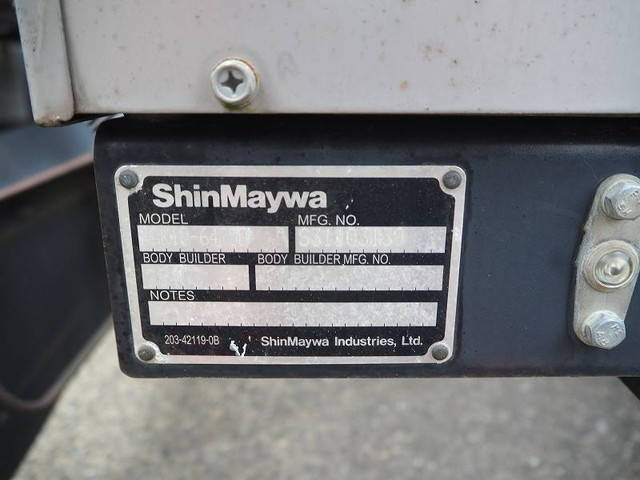 ShinMaywa
MODEL MFG. NO.
BODY BUILDER BODY BUILDER MFG. NO.
NOTES
203-42119-0B ShinMaywa Industries, Ltd.